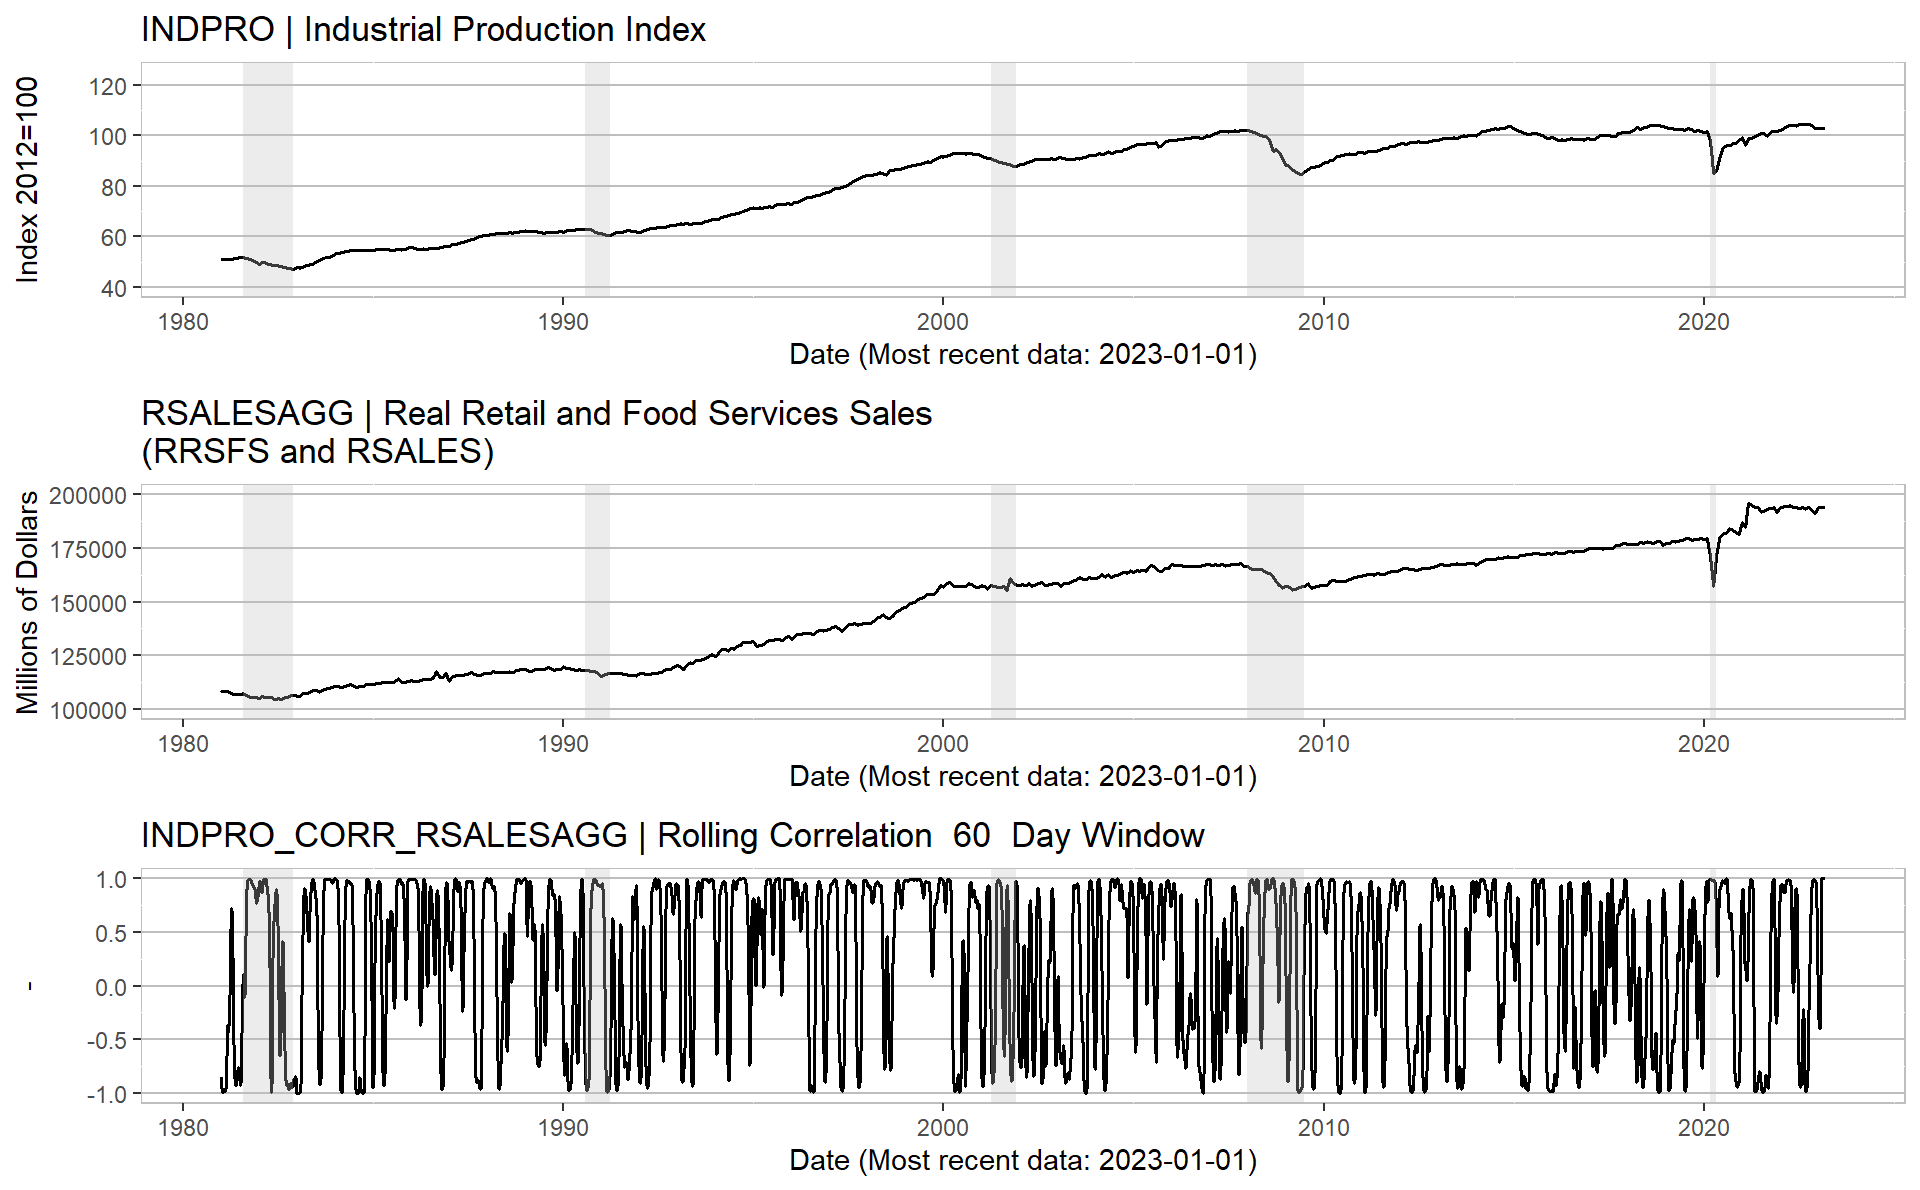 INDPRO | Industrial Production Index
Index 2012=100
120
100
80
60
40
1980 1990 2000 2010 2020
Date (Most recent data: 2023-01-01)
RSALESAGG | Real Retail and Food Services Sales
(RRSFS and RSALES)
Millions of Dollars
200000
175000
150000
125000
100000
1980 1990 2000 2010 2020
Date (Most recent data: 2023-01-01)
INDPRO_CORR_RSALESAGG | Rolling Correlation  60  Day Window
-
1.0
0.5
0.0
-0.5
-1.0
1980 1990 2000 2010 2020
Date (Most recent data: 2023-01-01)